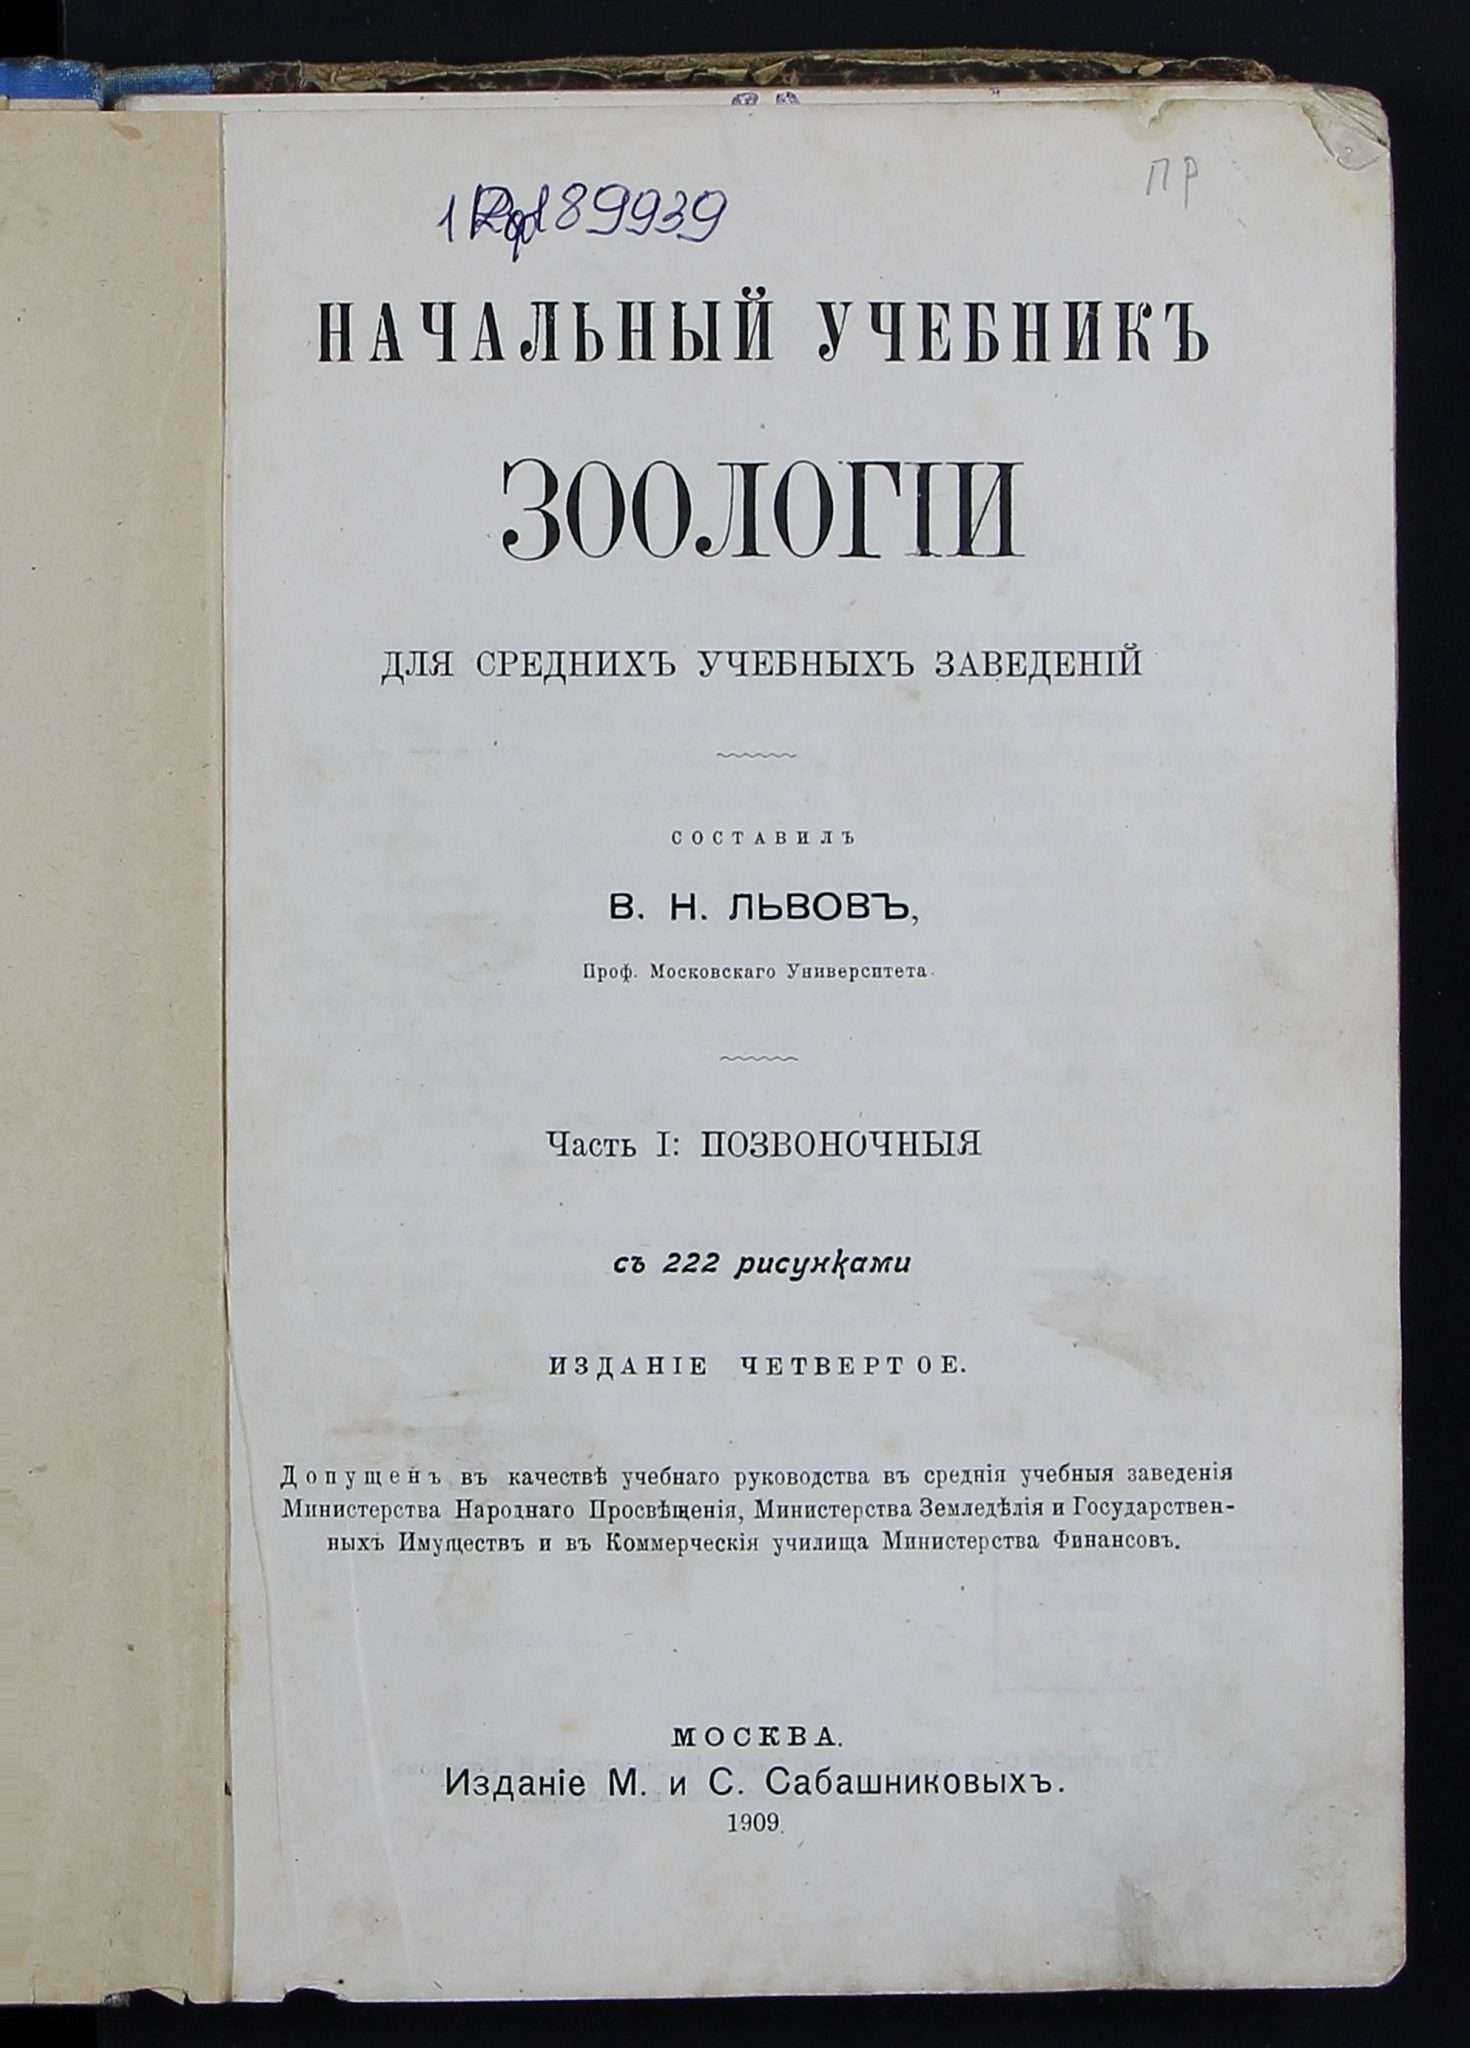 ПР
89939
НАЧАЛЬНЫЙ УЧЕБНИКЪ
ЗООЛОГІИ
ДЛЯ СРЕДНИХЪ УЧЕБНЫХЪ ЗАВЕДЕНІЙ
СОСТАВИЛЪ
В. Н. ЛЬВОВЪ,
Проф. Московскаго Университета.
Часть I: ПОЗВОНОЧНЫЯ
съ 222 рисунками
ИЗДАНІЕ ЧЕТВЕРТОЕ.
Допущенъ въ качествѣ учебнаго руководства въ среднія учебныя заведенія
Министерства Народнаго Просвѣщенія, Министерства Земледѣлія и Государствен-
ныхъ Имуществъ и въ Коммерческія училища Министерства Финансовъ.
МОСКВА.
Изданіе М. и С. Сабашниковыхъ.
1909.